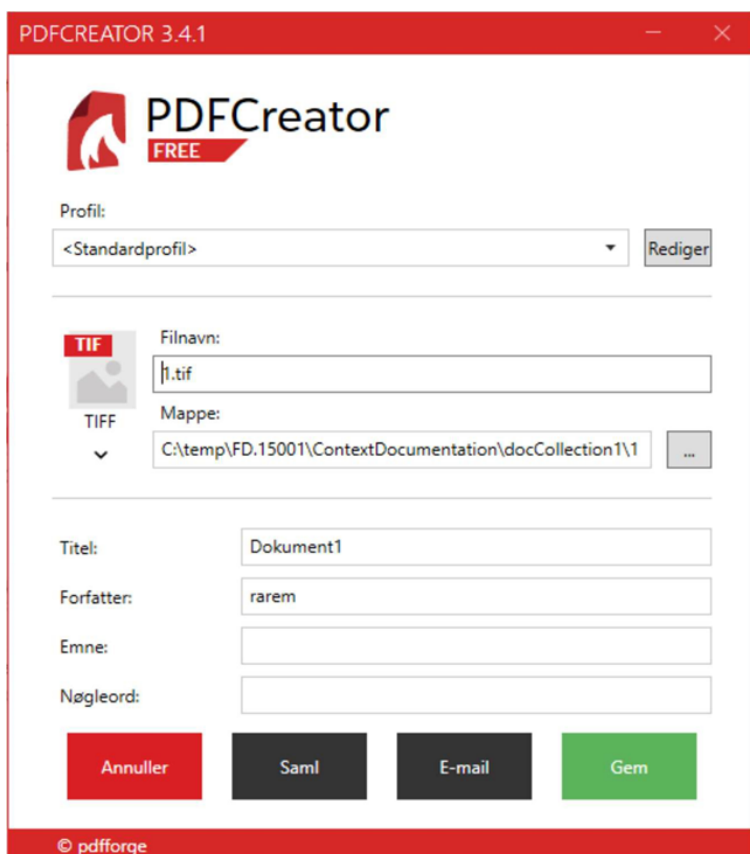 PDFCREATOR 3.4.1
PDFCreator
FREE
Profil:
<Standardprofil>
Rediger
TIF
TIFF
Filnavn:
1.tif
Mappe:
C:\temp\FD.15001\ContextDocumentation\docCollection1\1
...
Titel:
Dokument1
Forfatter:
rarem
Emne:
Nøgleord:
Annuller
Saml
E-mail
Gem
© pdfforge